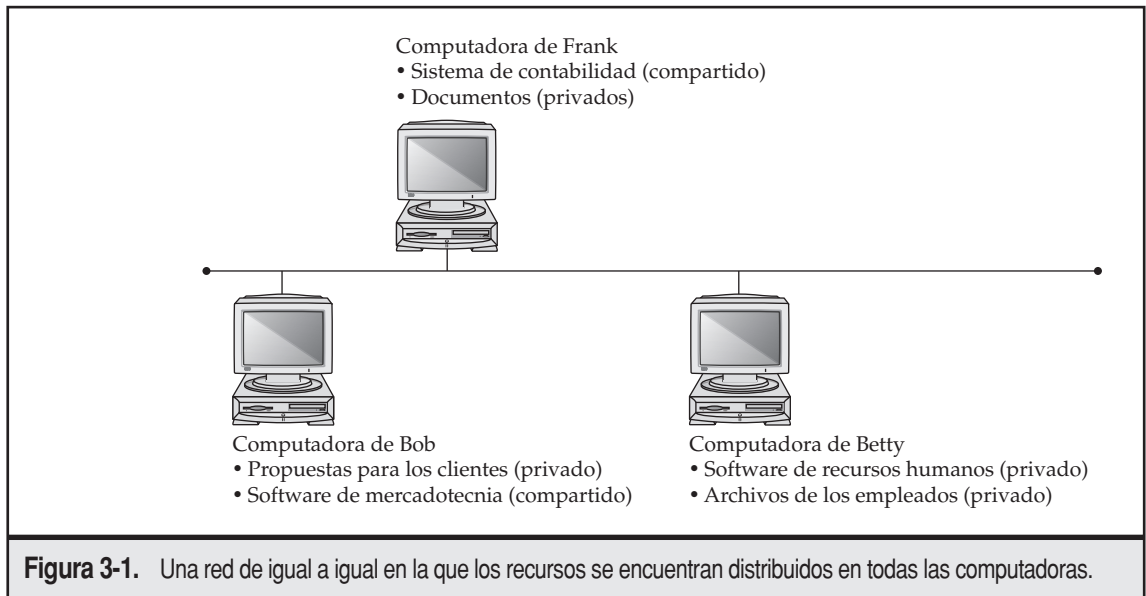 Computadora de Frank
• Sistema de contabilidad (compartido)
• Documentos (privados)
Computadora de Bob
• Propuestas para los clientes (privado)
• Software de mercadotecnia (compartido)
Computadora de Betty
• Software de recursos humanos (privado)
• Archivos de los empleados (privado)
Figura 3-1. Una red de igual a igual en la que los recursos se encuentran distribuidos en todas las computadoras.